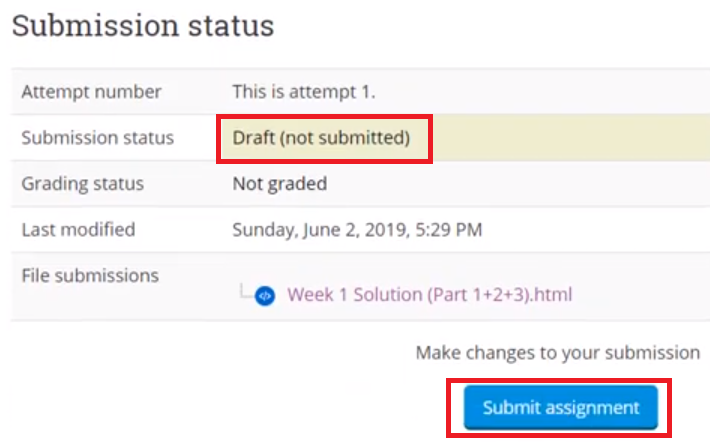 Submission status
Attempt number This is attempt 1.
Submission status Draft (not submitted)
Grading status Not graded
Last modified Sunday, June 2, 2019, 5:29 PM
File submissions
Week 1 Solution (Part 1+2+3).html
Make changes to your submission
Submit assignment